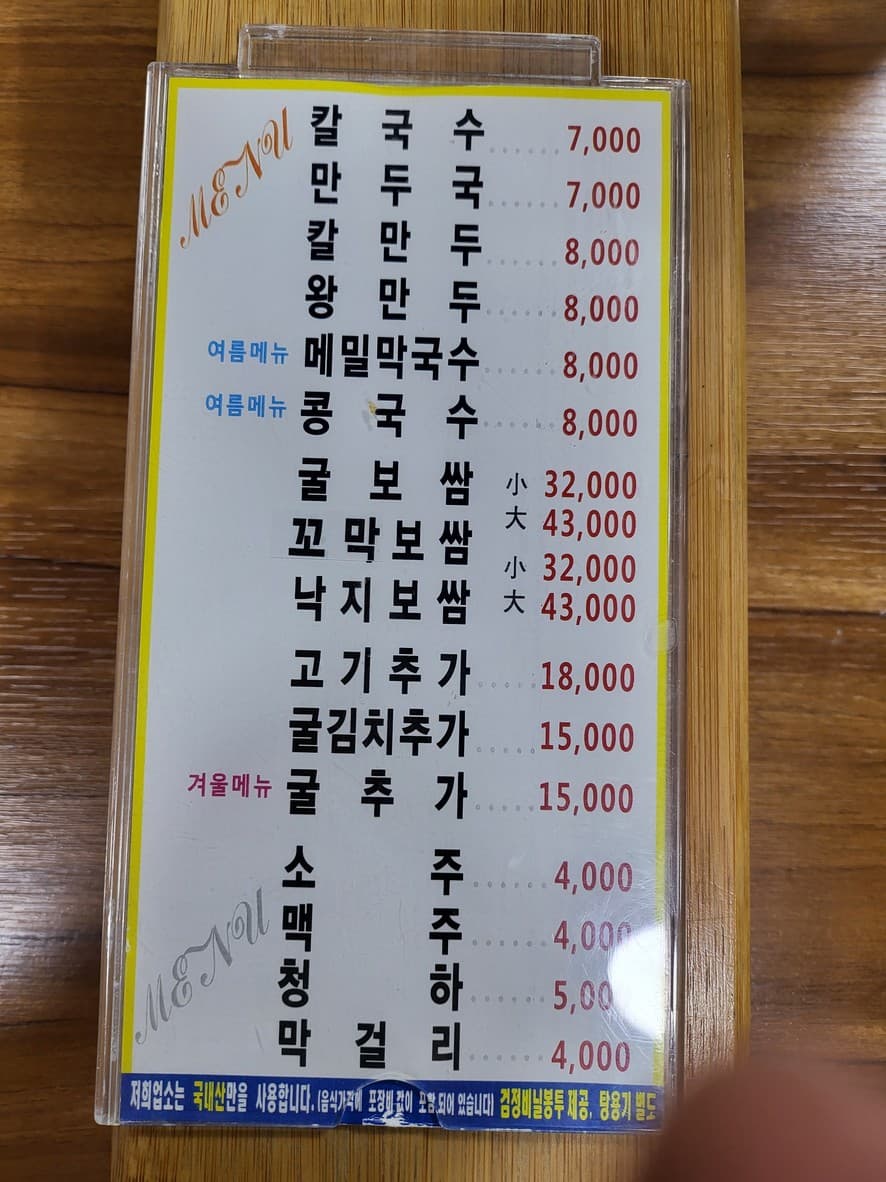 MENU
칼국수 7,000
만두국 7,000
칼만두 8,000
왕만두 8,000
여름메뉴 메밀막국수 8,000
여름메뉴 콩국수 8,000
굴보쌈 小 32,000
大 43,000
꼬막보쌈
小 32,000
낙지보쌈 大 43,000
고기추가 18,000
굴김치추가 15,000
겨울메뉴 굴추가 15,000
소주 4,000
맥주 4,000
청하 5,00
막걸리 4,000
MENU
저희업소는 국내산만을 사용합니다. (음식가격에 포장비 값이 포함 되어 있습니다) 검정비닐봉투 제공, 탕용기 별도